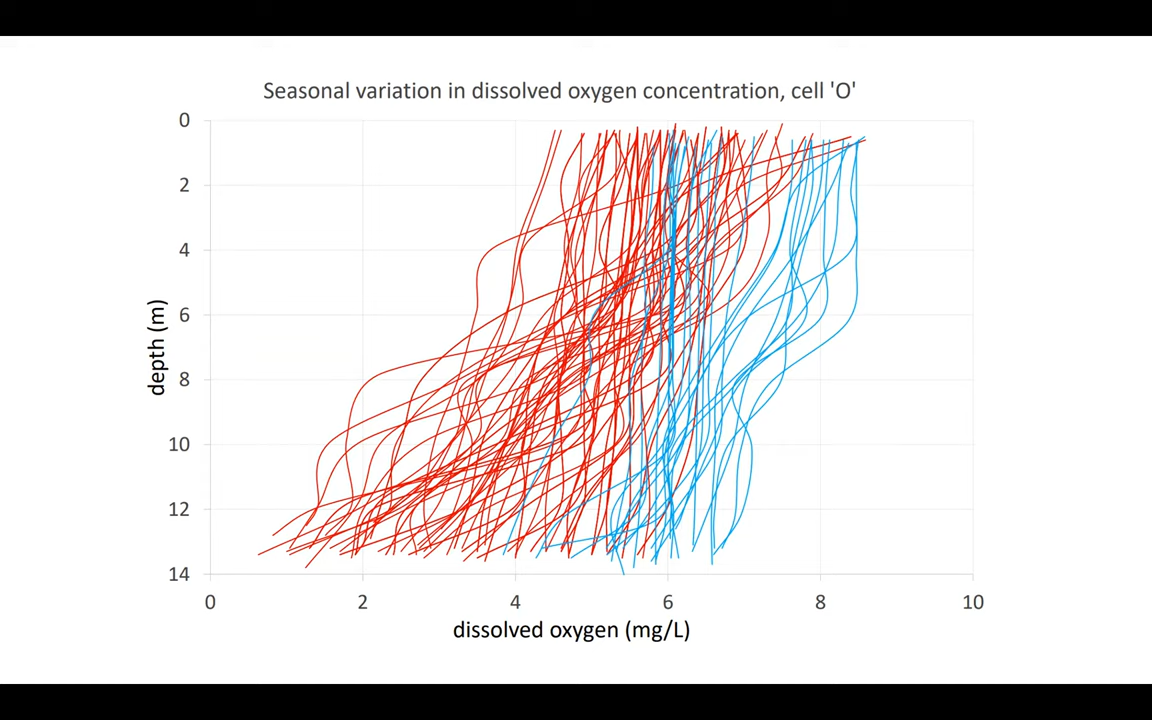 Seasonal variation in dissolved oxygen concentration, cell 'O'
0
2
4
6
8
10
12
14
depth (m)
0 2 4 6 8 10
dissolved oxygen (mg/L)